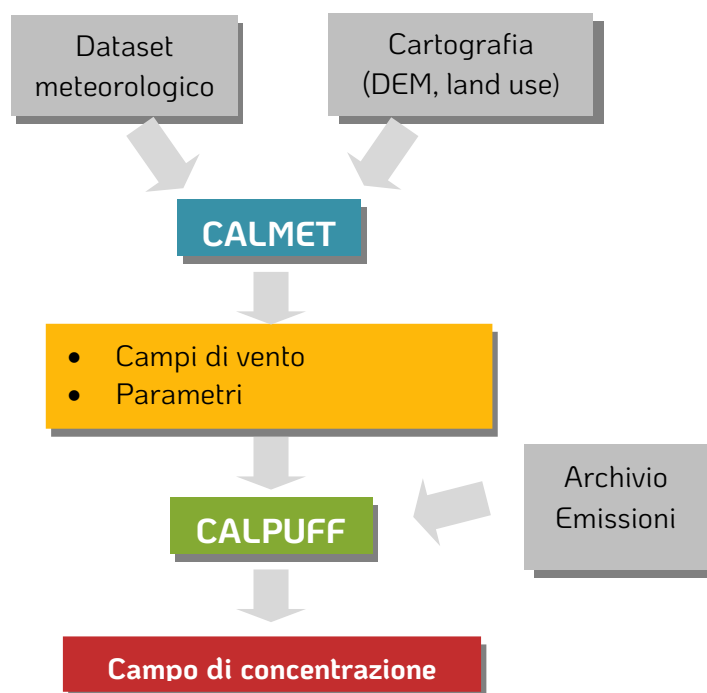 Dataset
meteorologico
Cartografia
(DEM, land use)
CALMET
• Campi di vento
• Parametri
Archivio
Emissioni
CALPUFF
Campo di concentrazione